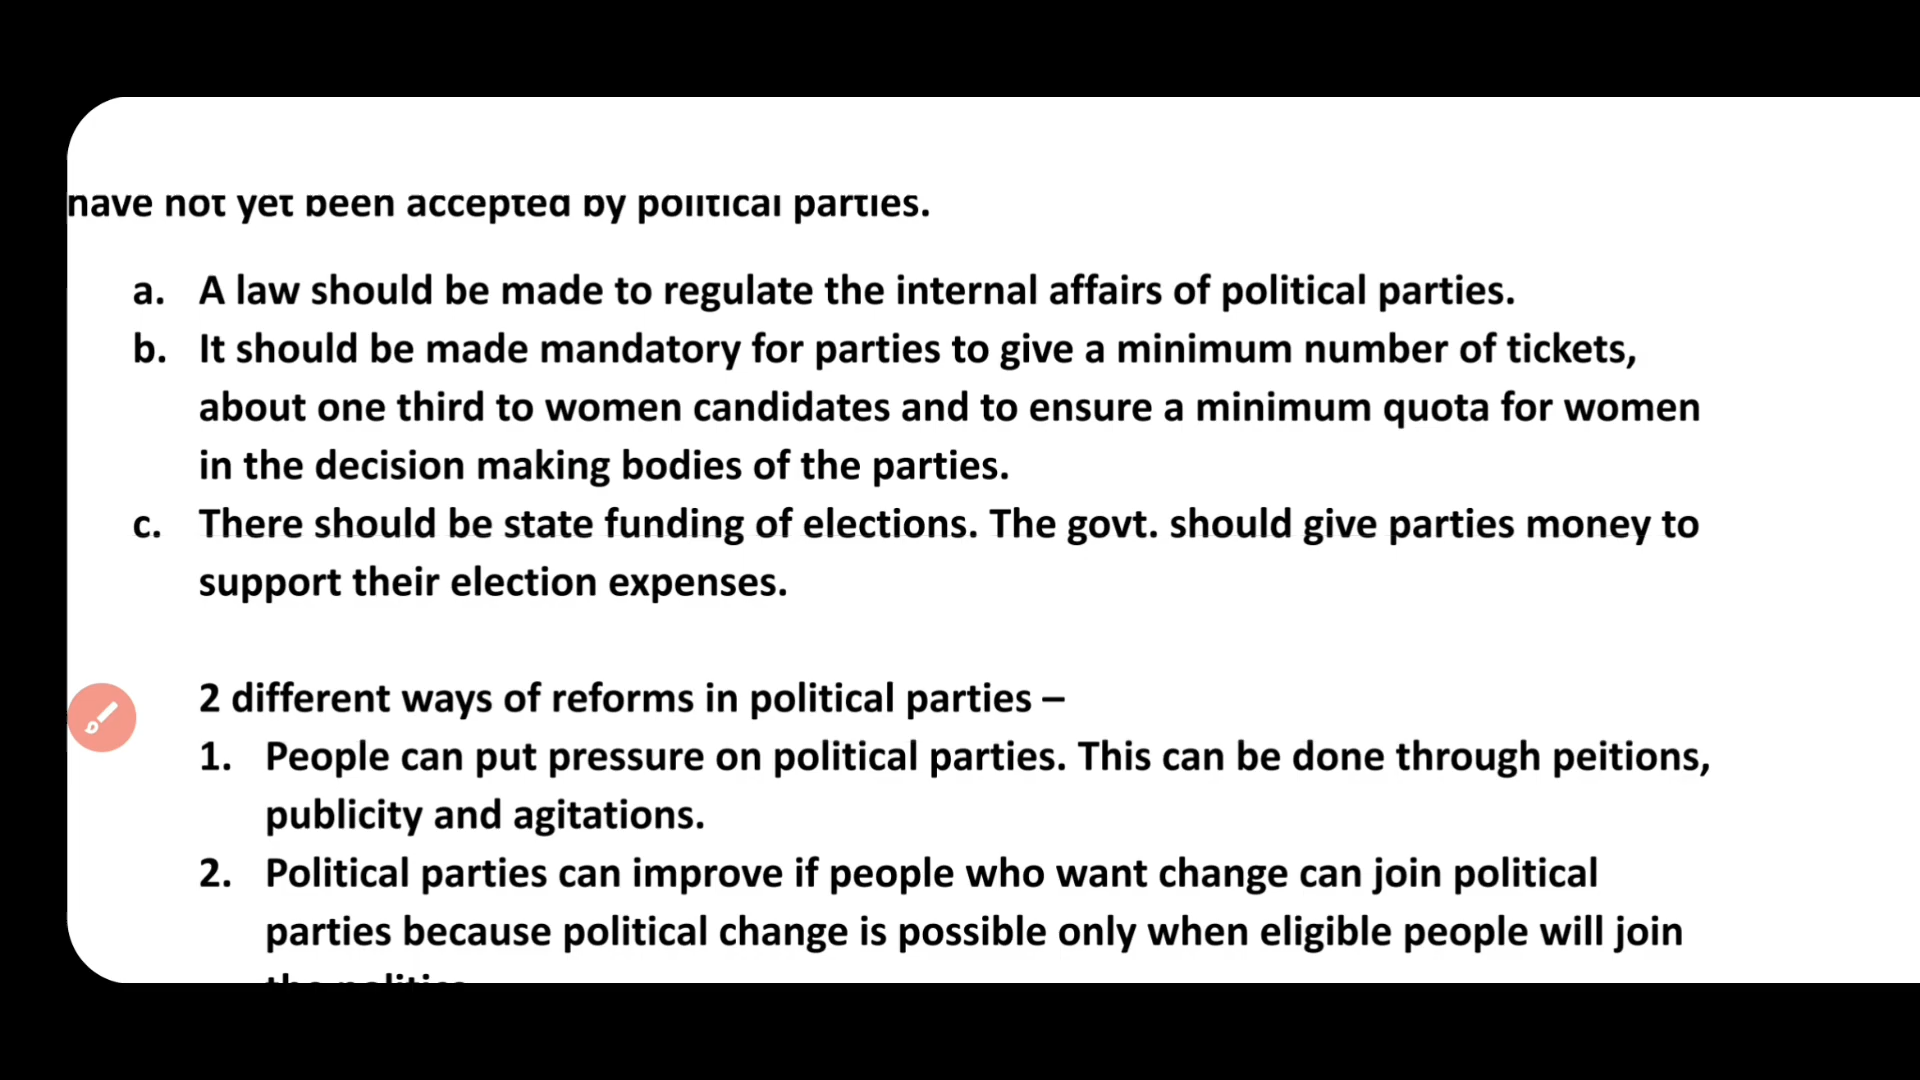 have not yet been accepted by political parties.
a. A law should be made to regulate the internal affairs of political parties.
b. It should be made mandatory for parties to give a minimum number of tickets,
about one third to women candidates and to ensure a minimum quota for women
in the decision making bodies of the parties.
c. There should be state funding of elections. The govt. should give parties money to
support their election expenses.
2 different ways of reforms in political parties –
1. People can put pressure on political parties. This can be done through peitions,
publicity and agitations.
2. Political parties can improve if people who want change can join political
parties because political change is possible only when eligible people will join